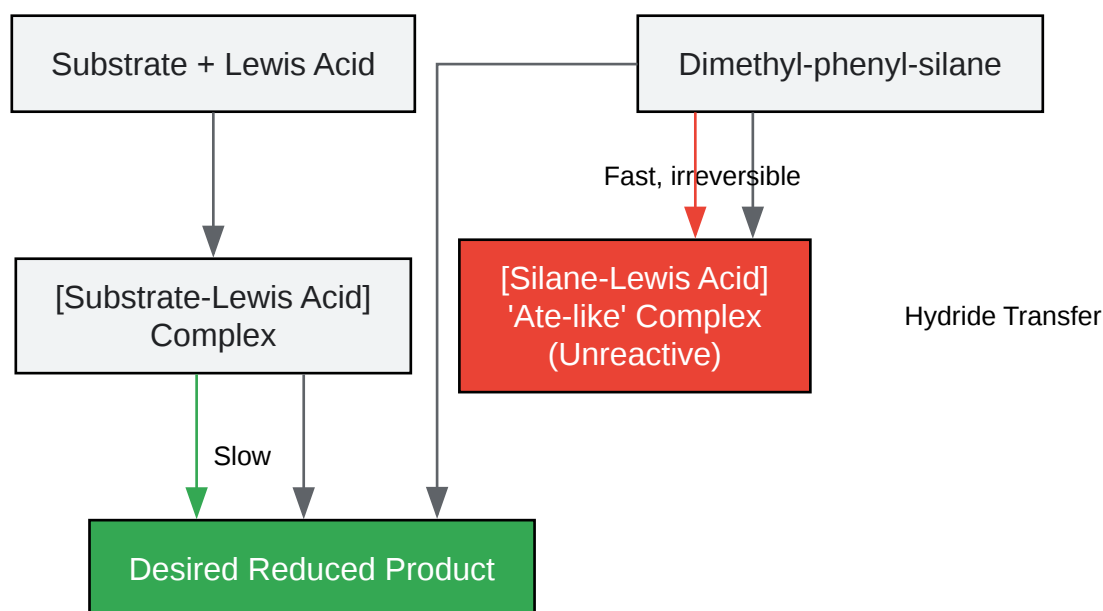 Substrate + Lewis Acid
Dimethyl-phenyl-silane
Fast, irreversible
[Substrate-Lewis Acid]
Complex
[Silane-Lewis Acid]
'Ate-like' Complex
(Unreactive)
Hydride Transfer
Slow
Desired Reduced Product